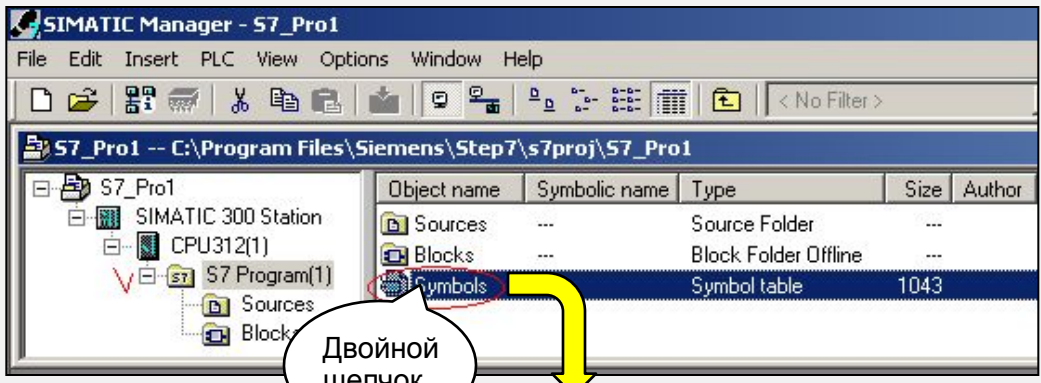 SIMATIC Manager - S7_Pro1
File Edit Insert PLC View Options Window Help
< No Filter >
S7_Pro1 -- C:\Program Files\Siemens\Step7\s7proj\S7_Pro1
S7_Pro1
SIMATIC 300 Station
CPU312(1)
S7 Program(1)
Sources
Blocks
Object name Symbolic name Type Size Author
Sources --- Source Folder ---
Blocks --- Block Folder Offline ---
Symbols Symbol table 1043
Двойной
щелчок